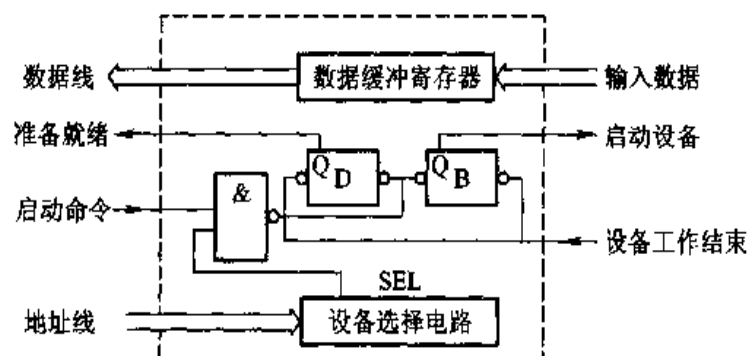 数据线 数据缓冲寄存器 输入数据
准备就绪 启动设备
Q D Q B
&
启动命令
设备工作结束
SEL
地址线 设备选择电路